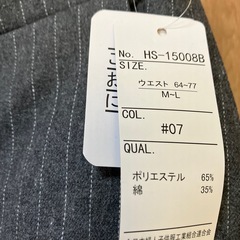 No. HS-15008B
SIZE.
ウエスト 64~77
M~L
COL.
#07
QUAL.
ポリエステル 65%
綿 35%